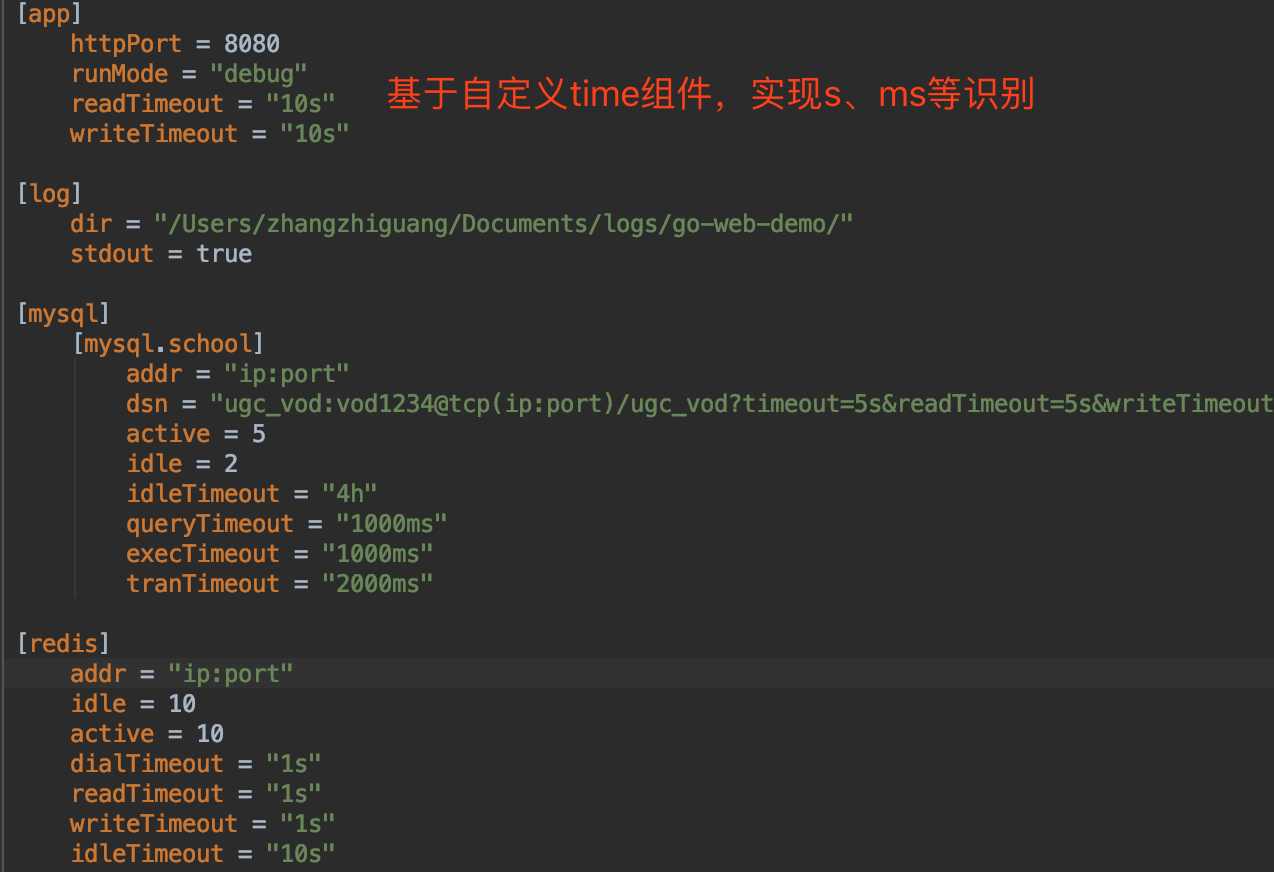 [app]
httpPort = 8080
runMode = "debug"
基于自定义time组件，实现s、ms等识别
readTimeout = "10s"
writeTimeout = "10s"
[log]
dir = "/Users/zhangzhiguang/Documents/logs/go-web-demo/"
stdout = true
[mysql]
[mysql.school]
addr = "ip:port"
dsn = "ugc_vod:vod1234@tcp(ip:port)/ugc_vod?timeout=5s&readTimeout=5s&writeTimeout
active = 5
idle = 2
idleTimeout = "4h"
queryTimeout = "1000ms"
execTimeout = "1000ms"
tranTimeout = "2000ms"
[redis]
addr = "ip:port"
idle = 10
active = 10
dialTimeout = "1s"
readTimeout = "1s"
writeTimeout = "1s"
idleTimeout = "10s"